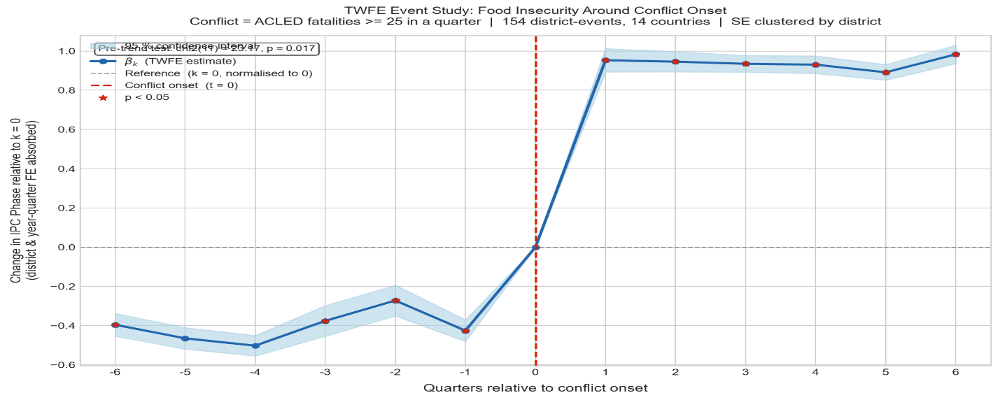 TWFE Event Study: Food Insecurity Around Conflict Onset
Conflict = ACLED fatalities >= 25 in a quarter | 154 district-events, 14 countries | SE clustered by district
95 % confidence interval
Pre-trend test: chi2(11) = 23.17, p = 0.017
β̂k (TWFE estimate)
Reference (k = 0, normalised to 0)
Conflict onset (t = 0)
p < 0.05
Change in IPC Phase relative to k = 0
(district & year-quarter FE absorbed)
1.0
0.8
0.6
0.4
0.2
0.0
−0.2
−0.4
−0.6
-6 -5 -4 -3 -2 -1 0 1 2 3 4 5 6
Quarters relative to conflict onset